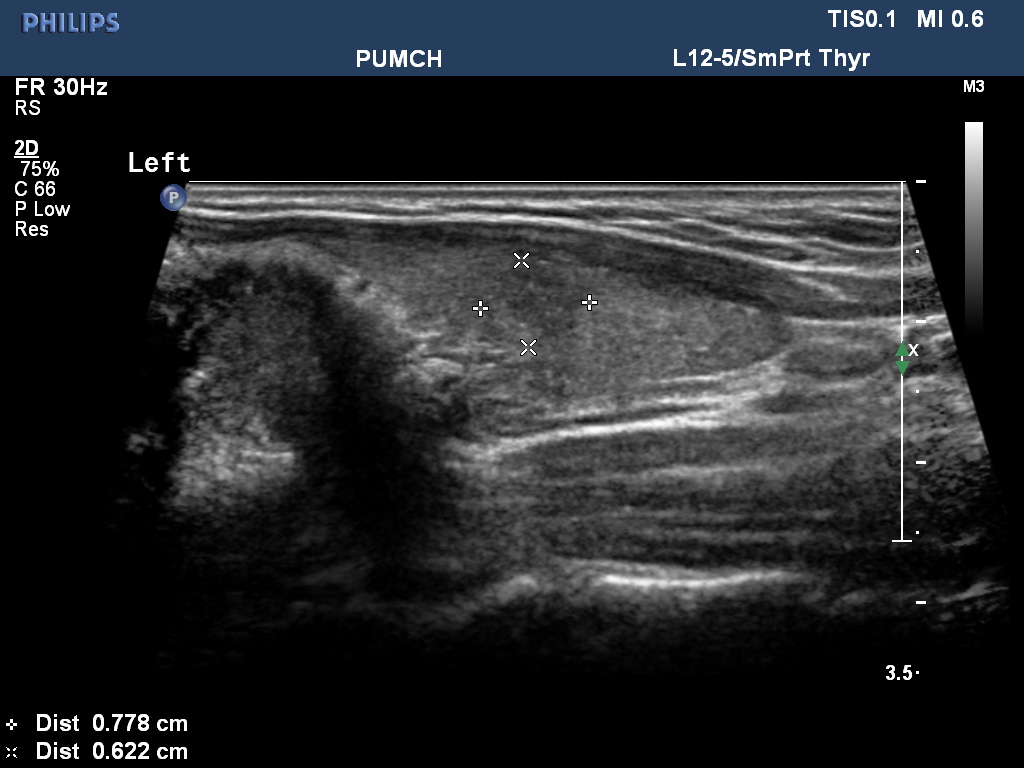 PHILIPS
TIS0.1 MI 0.6
PUMCH
L12-5/SmPrt Thyr
FR 30Hz
RS
M3
2D
75%
C 66
P Low
Res
Left
P
X
3.5
Dist 0.778 cm
Dist 0.622 cm